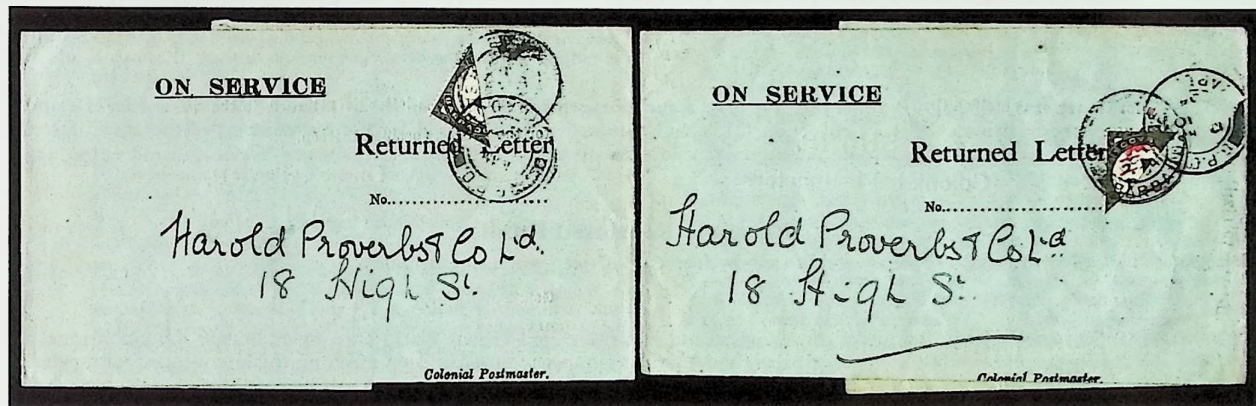 ON SERVICE
Returned Letter
No.
Harold Proverbs & Co Ld.
18 High St.
Colonial Postmaster.
ON SERVICE
Returned Letter
No.
BARBADOS
Harold Proverbs & Co Ld.
18 High St.
Colonial Postmaster.